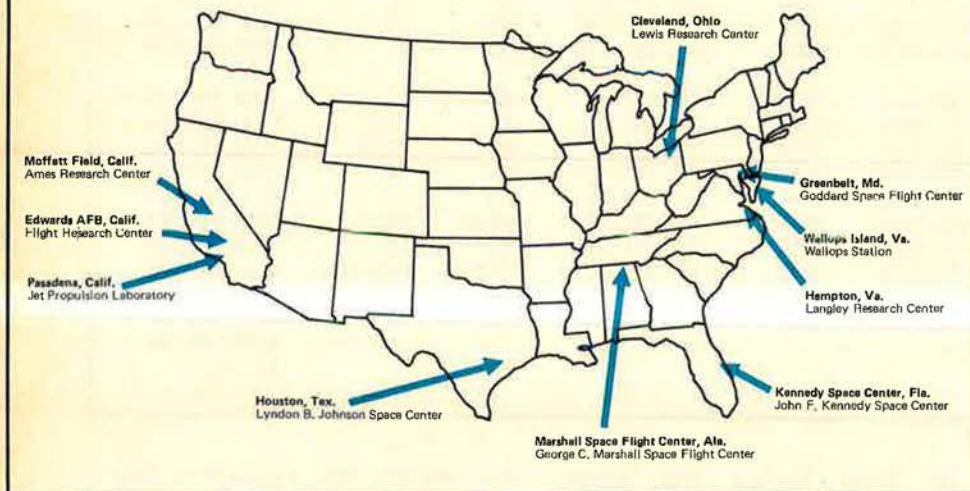 Cleveland, Ohio
Lewis Research Center
Moffett Field, Calif.
Ames Research Center
Edwards AFB, Calif.
Flight Research Center
Pasadena, Calif.
Jet Propulsion Laboratory
Greenbelt, Md.
Goddard Space Flight Center
Wallops Island, Va.
Wallops Station
Hampton, Va.
Langley Research Center
Houston, Tex.
Lyndon B. Johnson Space Center
Kennedy Space Center, Fla.
John F. Kennedy Space Center
Marshall Space Flight Center, Ala.
George C. Marshall Space Flight Center